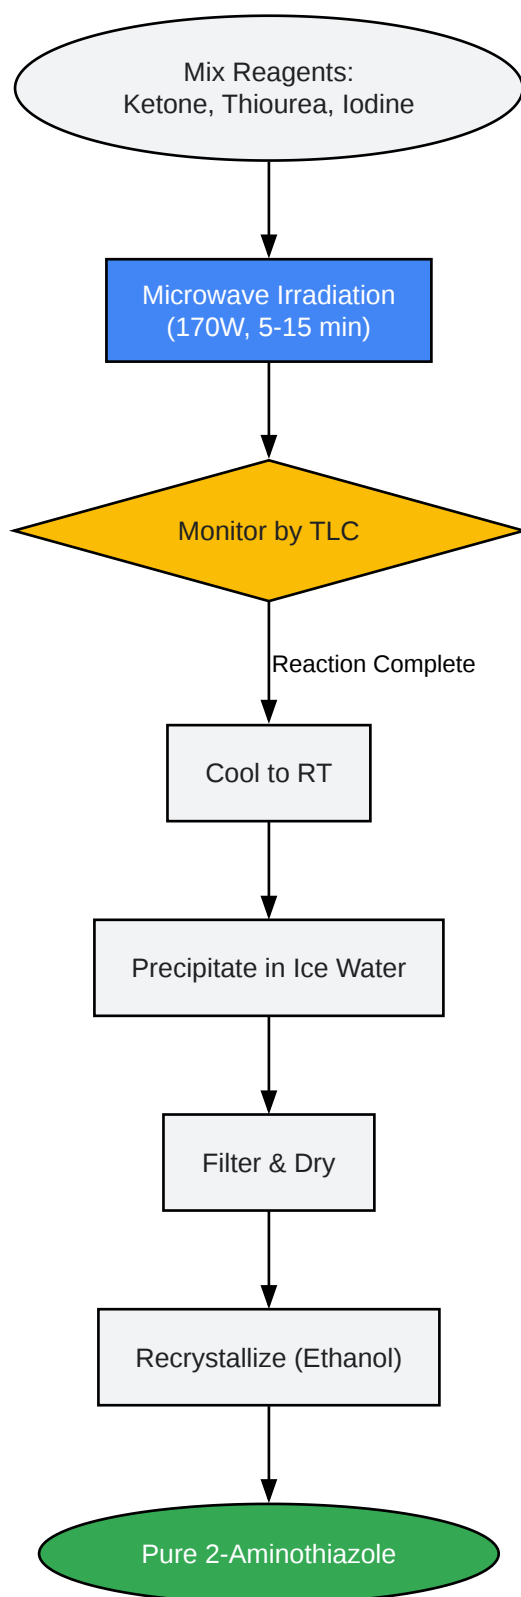 Mix Reagents:
Ketone, Thiourea, Iodine
Microwave Irradiation
(170W, 5-15 min)
Monitor by TLC
Reaction Complete
Cool to RT
Precipitate in Ice Water
Filter & Dry
Recrystallize (Ethanol)
Pure 2-Aminothiazole